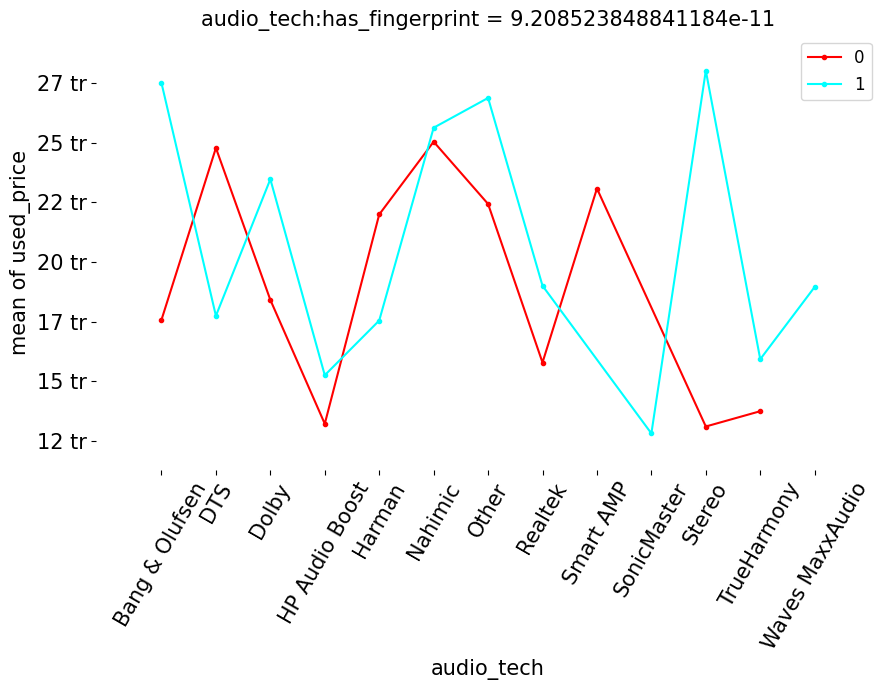 audio_tech:has_fingerprint = 9.208523848841184e-11
0
1
mean of used_price
27 tr
25 tr
22 tr
20 tr
17 tr
15 tr
12 tr
Bang & Olufsen
DTS
Dolby
HP Audio Boost
Harman
Nahimic
Other
Realtek
Smart AMP
SonicMaster
Stereo
TrueHarmony
Waves MaxxAudio
audio_tech